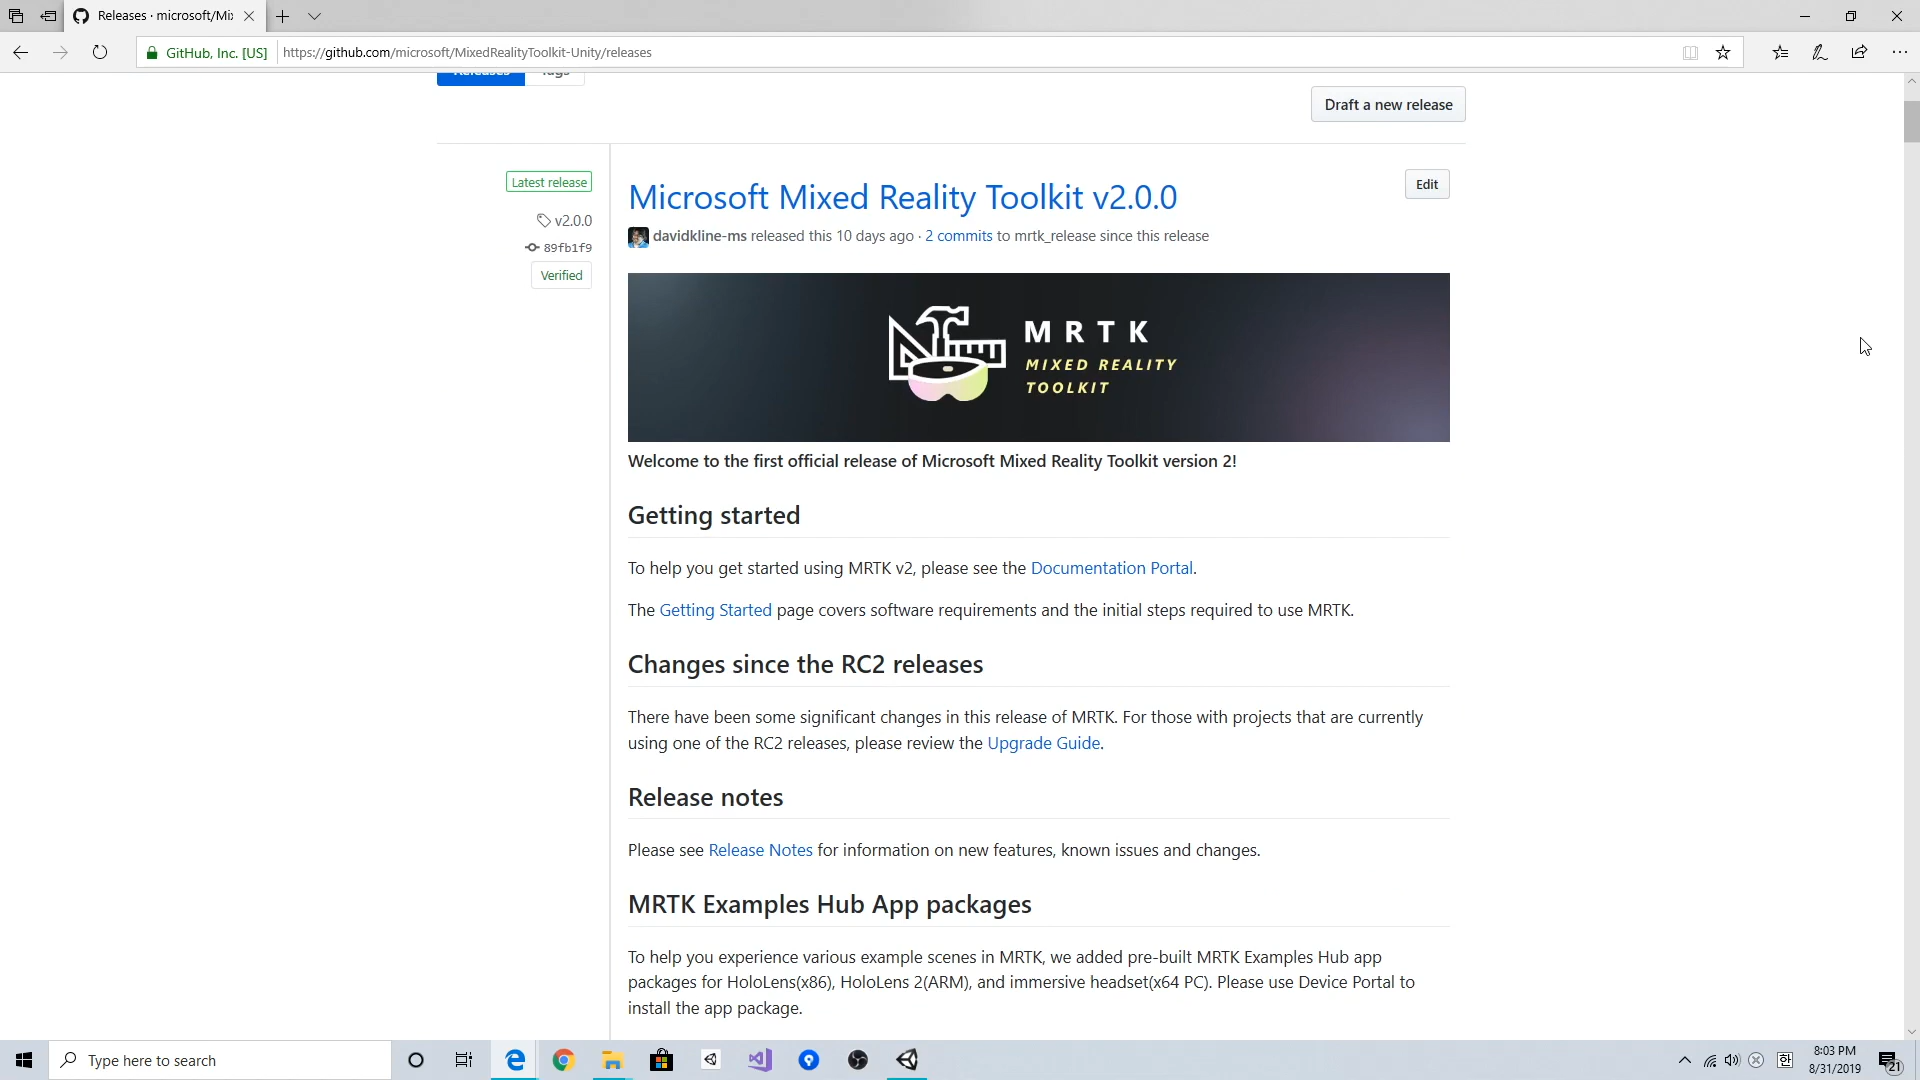 Releases · microsoft/Mi
GitHub, Inc. [US]
https://github.com/microsoft/MixedRealityToolkit-Unity/releases
Releases
Tags
Draft a new release
Latest release
v2.0.0
89fb1f9
Verified
Microsoft Mixed Reality Toolkit v2.0.0
Edit
davidkline-ms released this 10 days ago · 2 commits to mrtk_release since this release
MRTK
MIXED REALITY
TOOLKIT
Welcome to the first official release of Microsoft Mixed Reality Toolkit version 2!
Getting started
To help you get started using MRTK v2, please see the Documentation Portal.
The Getting Started page covers software requirements and the initial steps required to use MRTK.
Changes since the RC2 releases
There have been some significant changes in this release of MRTK. For those with projects that are currently
using one of the RC2 releases, please review the Upgrade Guide.
Release notes
Please see Release Notes for information on new features, known issues and changes.
MRTK Examples Hub App packages
To help you experience various example scenes in MRTK, we added pre-built MRTK Examples Hub app
packages for HoloLens(x86), HoloLens 2(ARM), and immersive headset(x64 PC). Please use Device Portal to
install the app package.
Type here to search
한
8:03 PM
8/31/2019
21